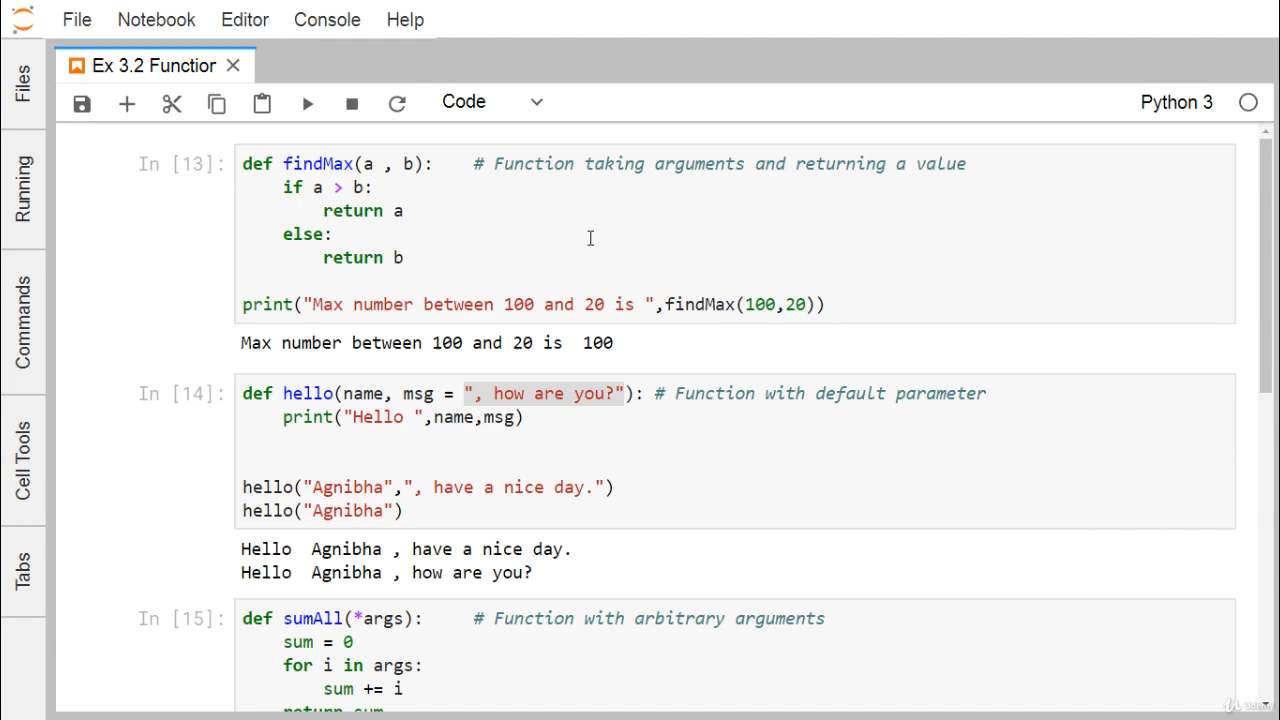 File Notebook Editor Console Help
Files
Running
Commands
Cell Tools
Tabs
Ex 3.2 Function
Code
Python 3
In [13]:
def findMax(a , b):    # Function taking arguments and returning a value
    if a > b:
        return a
    else:
        return b
print("Max number between 100 and 20 is ",findMax(100,20))
Max number between 100 and 20 is  100
In [14]:
def hello(name, msg = ", how are you?"): # Function with default parameter
    print("Hello ",name,msg)
hello("Agnibha",", have a nice day.")
hello("Agnibha")
Hello  Agnibha , have a nice day.
Hello  Agnibha , how are you?
In [15]:
def sumAll(*args):     # Function with arbitrary arguments
    sum = 0
    for i in args:
        sum += i
    return sum
Udemy